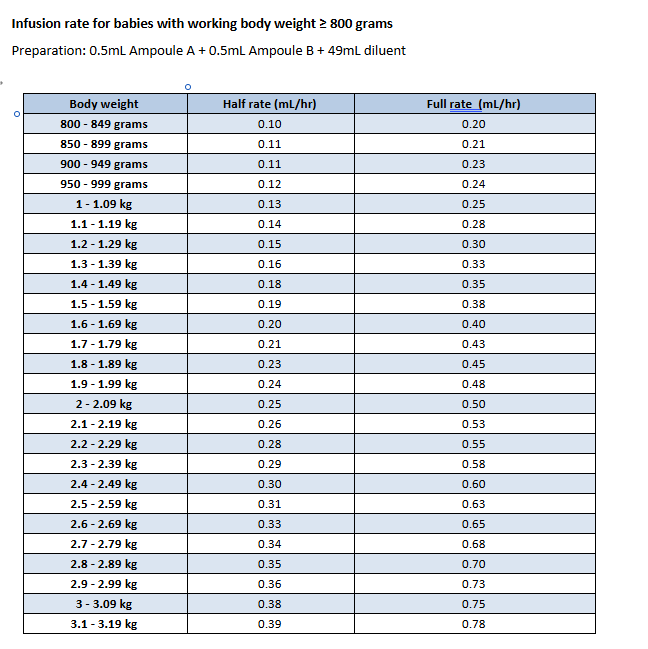 Infusion rate for babies with working body weight ≥ 800 grams
Preparation: 0.5mL Ampoule A + 0.5mL Ampoule B + 49mL diluent
Body weight Half rate (mL/hr) Full rate (mL/hr)
800 - 849 grams 0.10 0.20
850 - 899 grams 0.11 0.21
900 - 949 grams 0.11 0.23
950 - 999 grams 0.12 0.24
1 - 1.09 kg 0.13 0.25
1.1 - 1.19 kg 0.14 0.28
1.2 - 1.29 kg 0.15 0.30
1.3 - 1.39 kg 0.16 0.33
1.4 - 1.49 kg 0.18 0.35
1.5 - 1.59 kg 0.19 0.38
1.6 - 1.69 kg 0.20 0.40
1.7 - 1.79 kg 0.21 0.43
1.8 - 1.89 kg 0.23 0.45
1.9 - 1.99 kg 0.24 0.48
2 - 2.09 kg 0.25 0.50
2.1 - 2.19 kg 0.26 0.53
2.2 - 2.29 kg 0.28 0.55
2.3 - 2.39 kg 0.29 0.58
2.4 - 2.49 kg 0.30 0.60
2.5 - 2.59 kg 0.31 0.63
2.6 - 2.69 kg 0.33 0.65
2.7 - 2.79 kg 0.34 0.68
2.8 - 2.89 kg 0.35 0.70
2.9 - 2.99 kg 0.36 0.73
3 - 3.09 kg 0.38 0.75
3.1 - 3.19 kg 0.39 0.78